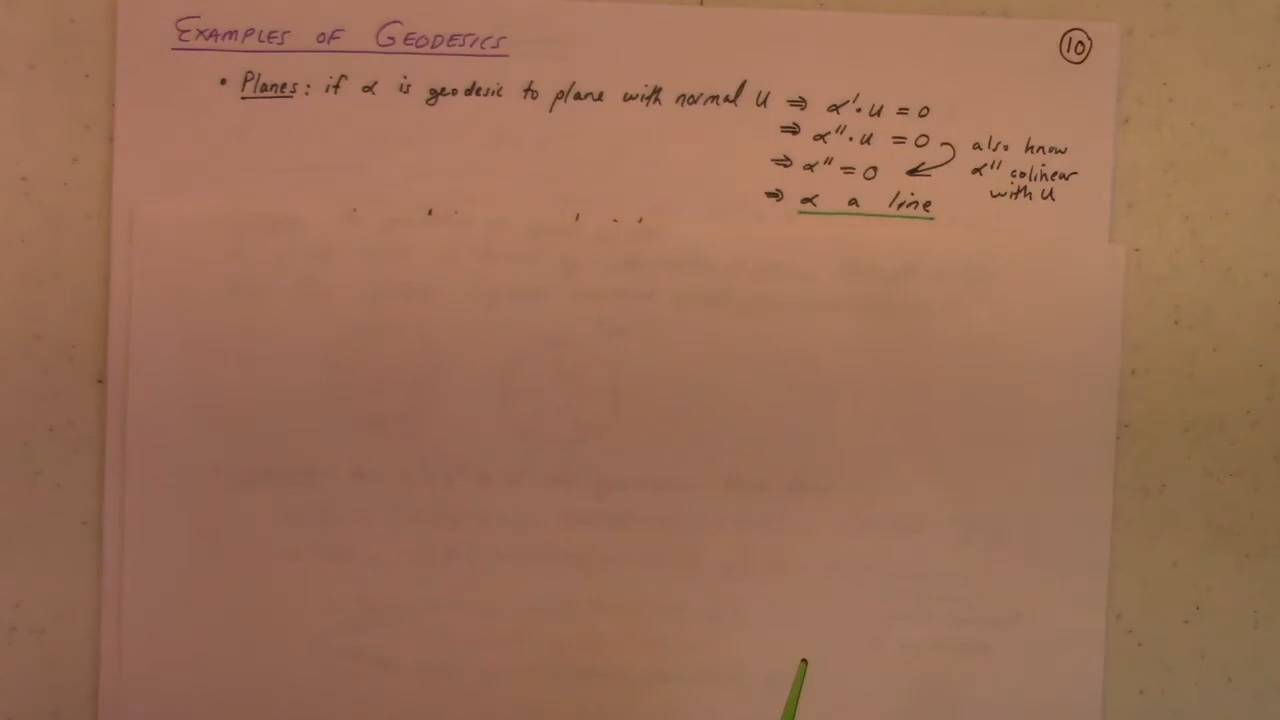 EXAMPLES OF GEODESICS
10
• Planes: if α is geodesic to plane with normal U ⇒ α'·U = 0
⇒ α''·U = 0
⇒ α'' = 0
⇒ α a line
also know
α'' colinear
with U